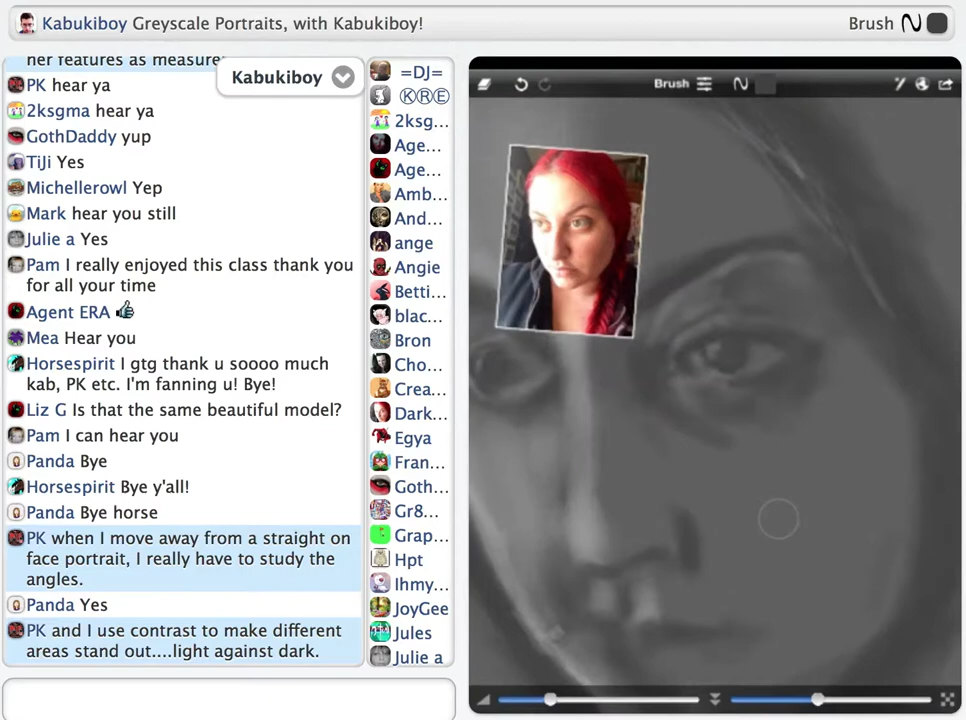 Kabukiboy Greyscale Portraits, with Kabukiboy!
Brush
her features as measure
Kabukiboy
PK hear ya
2ksgma hear ya
GothDaddy yup
TiJi Yes
Michellerowl Yep
Mark hear you still
Julie a Yes
Pam I really enjoyed this class thank you
for all your time
Agent ERA
Mea Hear you
Horsespirit I gtg thank u soooo much
kab, PK etc. I'm fanning u! Bye!
Liz G Is that the same beautiful model?
Pam I can hear you
Panda Bye
Horsespirit Bye y'all!
Panda Bye horse
PK when I move away from a straight on
face portrait, I really have to study the
angles.
Panda Yes
PK and I use contrast to make different
areas stand out....light against dark.
=DJ=
ⓀⓇⒺ
2ksg...
Age...
Age...
Amb...
And...
ange
Angie
Betti...
blac...
Bron
Cho...
Crea...
Dark...
Egya
Fran...
Goth...
Gr8...
Grap...
Hpt
Ihmy...
JoyGee
Jules
Julie a
Brush